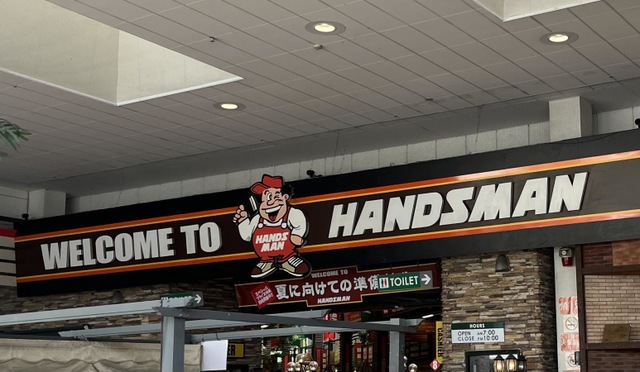 WELCOME TO
HANDSMAN
HANDS
MAN
WELCOME TO
夏に向けての準備
TOILET
HANDSMAN
HOURS
OPEN AM7:00
CLOSE PM10:00